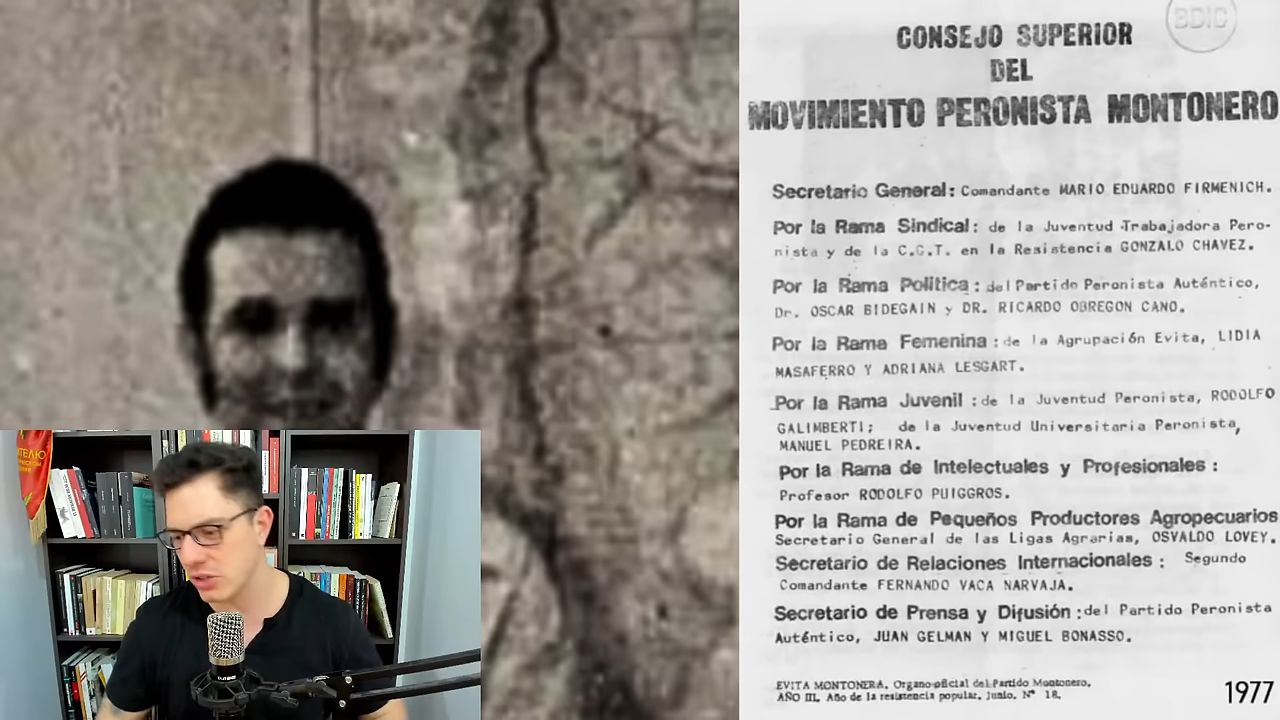 BDIC
CONSEJO SUPERIOR
DEL
MOVIMIENTO PERONISTA MONTONERO
Secretario General: Comandante MARIO EDUARDO FIRMENICH.
Por la Rama Sindical: de la Juventud Trabajadora Pero-
nista y de la C.G.T. en la Resistencia GONZALO CHAVEZ.
Por la Rama Política: del Partido Peronista Auténtico,
Dr. OSCAR BIDEGAIN y DR. RICARDO OBREGON CANO.
Por la Rama Femenina: de la Agrupación Evita, LIDIA
MASAFERRO Y ADRIANA LESGART.
Por la Rama Juvenil: de la Juventud Peronista, RODOLFO
GALIMBERTI; de la Juventud Universitaria Peronista,
MANUEL PEDREIRA.
Por la Rama de Intelectuales y Profesionales:
Profesor RODOLFO PUIGGROS.
Por la Rama de Pequeños Productores Agropecuarios
Secretario General de las Ligas Agrarias, OSVALDO LOVEY.
Secretario de Relaciones Internacionales: Segundo
Comandante FERNANDO VACA NARVAJA.
Secretario de Prensa y Difusión: del Partido Peronista
Auténtico, JUAN GELMAN Y MIGUEL BONASSO.
EVITA MONTONERA. Organo oficial del Partido Montonero.
AÑO III. Año de la resistencia popular. Junio. Nº 18.
1977